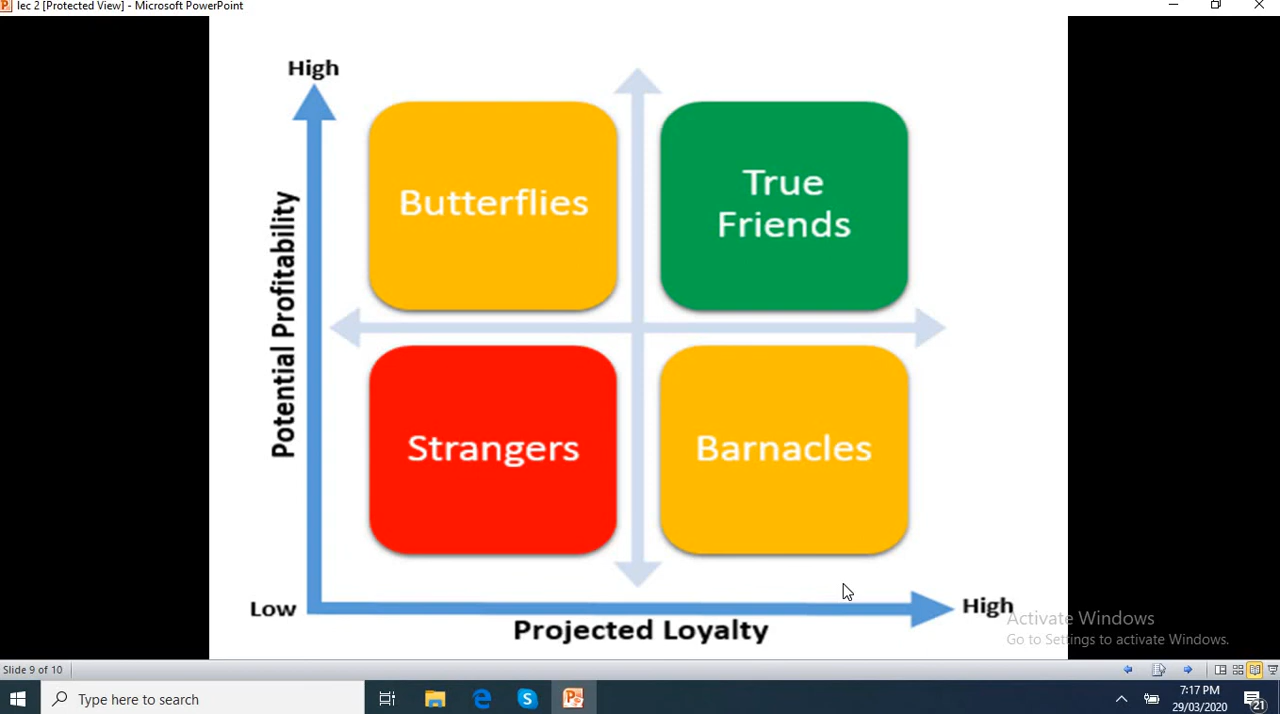 lec 2 [Protected View] - Microsoft PowerPoint
High
Butterflies
True
Friends
Potential Profitability
Strangers
Barnacles
Low
High
Projected Loyalty
Activate Windows
Go to Settings to activate Windows.
Slide 9 of 10
Type here to search
7:17 PM
29/03/2020
21